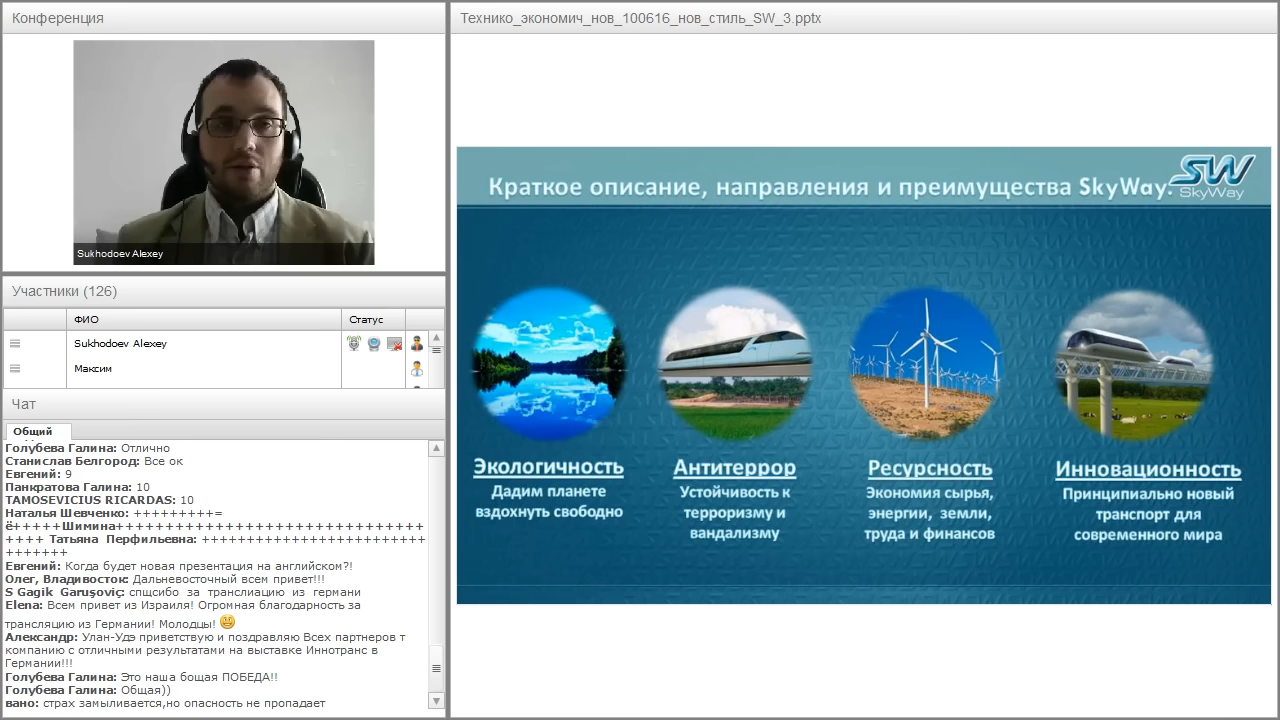 Конференция
Sukhodoev Alexey
Участники (126)
ФИО
Статус
Sukhodoev Alexey
Максим
Чат
Общий
Голубева Галина: Отлично
Станислав Белгород: Все ок
Евгений: 9
Панкратова Галина: 10
TAMOSEVICIUS RICARDAS: 10
Наталья Шевченко: +++++++++=
ё+++++Шимина+++++++++++++++++++++++++++++++
++++ Татьяна Перфильевна: ++++++++++++++++++++++++++
+++++++
Евгений: Когда будет новая презентация на английском?!
Олег, Владивосток: Дальневосточный всем привет!!!
S Gagik Garuşoviç: спщсибо за транслиацию из германи
Elena: Всем привет из Израиля! Огромная благодарность за
трансляцию из Германии! Молодцы!
Александр: Улан-Удэ приветствую и поздравляю Всех партнеров т
компанию с отличными результатами на выставке Иннотранс в
Германии!!!
Голубева Галина: Это наша бощая ПОБЕДА!!
Голубева Галина: Общая))
вано: страх замыливается,но опасность не пропадает
Технико_экономич_нов_100616_нов_стиль_SW_3.pptx
Краткое описание, направления и преимущества SkyWay.
SW
SkyWay
Экологичность
Дадим планете
вздохнуть свободно
Антитеррор
Устойчивость к
терроризму и
вандализму
Ресурсность
Экономия сырья,
энергии, земли,
труда и финансов
Инновационность
Принципиально новый
транспорт для
современного мира